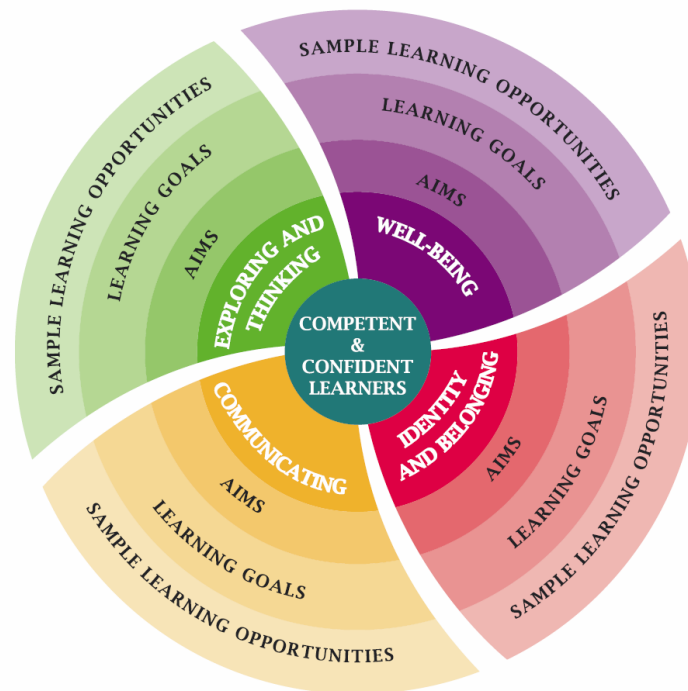 COMPETENT
&
CONFIDENT
LEARNERS
WELL-BEING
AIMS
LEARNING GOALS
SAMPLE LEARNING OPPORTUNITIES
IDENTITY
AND BELONGING
AIMS
LEARNING GOALS
SAMPLE LEARNING OPPORTUNITIES
COMMUNICATING
AIMS
LEARNING GOALS
SAMPLE LEARNING OPPORTUNITIES
EXPLORING AND
THINKING
AIMS
LEARNING GOALS
SAMPLE LEARNING OPPORTUNITIES